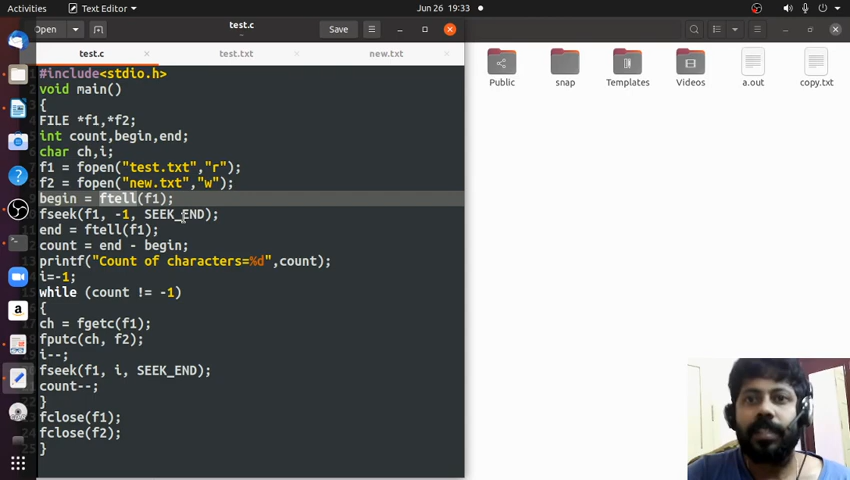 Activities
Text Editor
Jun 26 19:33
Open
test.c
Save
test.c
test.txt
new.txt
#include<stdio.h>
void main()
{
FILE *f1,*f2;
int count,begin,end;
char ch,i;
f1 = fopen("test.txt","r");
f2 = fopen("new.txt","w");
begin = ftell(f1);
fseek(f1, -1, SEEK_END);
end = ftell(f1);
count = end - begin;
printf("Count of characters=%d",count);
i=-1;
while (count != -1)
{
ch = fgetc(f1);
fputc(ch, f2);
i--;
fseek(f1, i, SEEK_END);
count--;
}
fclose(f1);
fclose(f2);
}
Public
snap
Templates
Videos
a.out
copy.txt